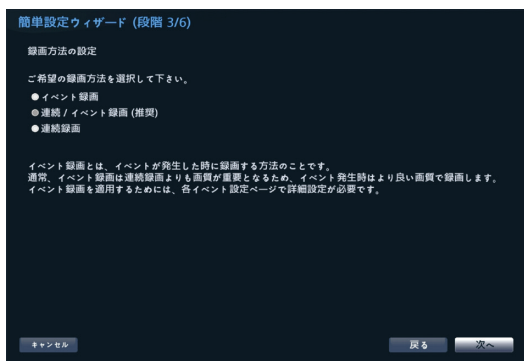 簡単設定ウィザード (段階 3/6)
録画方法の設定
ご希望の録画方法を選択して下さい。
イベント録画
連続 / イベント録画 (推奨)
連続録画
イベント録画とは、イベントが発生した時に録画する方法のことです。
通常、イベント録画は連続録画よりも画質が重要となるため、イベント発生時はより良い画質で録画します。
イベント録画を適用するためには、各イベント設定ページで詳細設定が必要です。
キャンセル
戻る
次へ